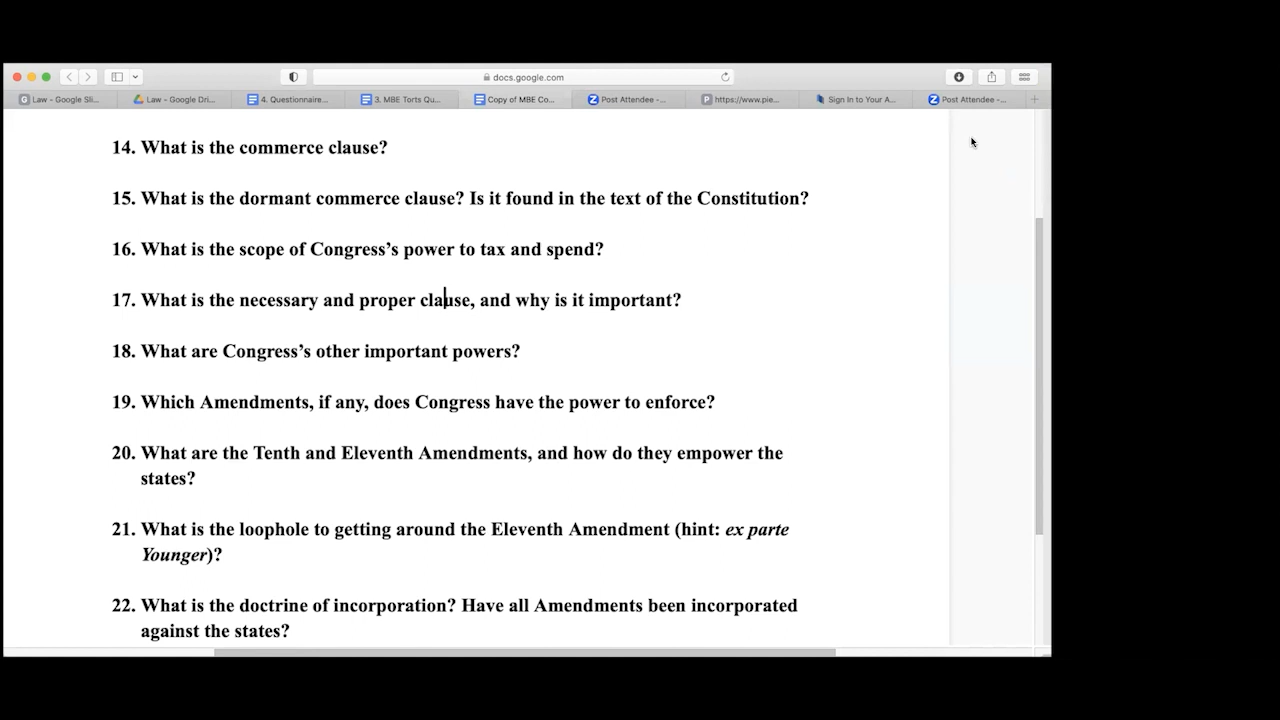 docs.google.com
Law - Google Sli...
Law - Google Dri...
4. Questionnaire...
3. MBE Torts Qu...
Copy of MBE Co...
Post Attendee -...
https://www.pie...
Sign In to Your A...
Post Attendee -...
14. What is the commerce clause?
15. What is the dormant commerce clause? Is it found in the text of the Constitution?
16. What is the scope of Congress’s power to tax and spend?
17. What is the necessary and proper clause, and why is it important?
18. What are Congress’s other important powers?
19. Which Amendments, if any, does Congress have the power to enforce?
20. What are the Tenth and Eleventh Amendments, and how do they empower the
states?
21. What is the loophole to getting around the Eleventh Amendment (hint: ex parte
Younger)?
22. What is the doctrine of incorporation? Have all Amendments been incorporated
against the states?